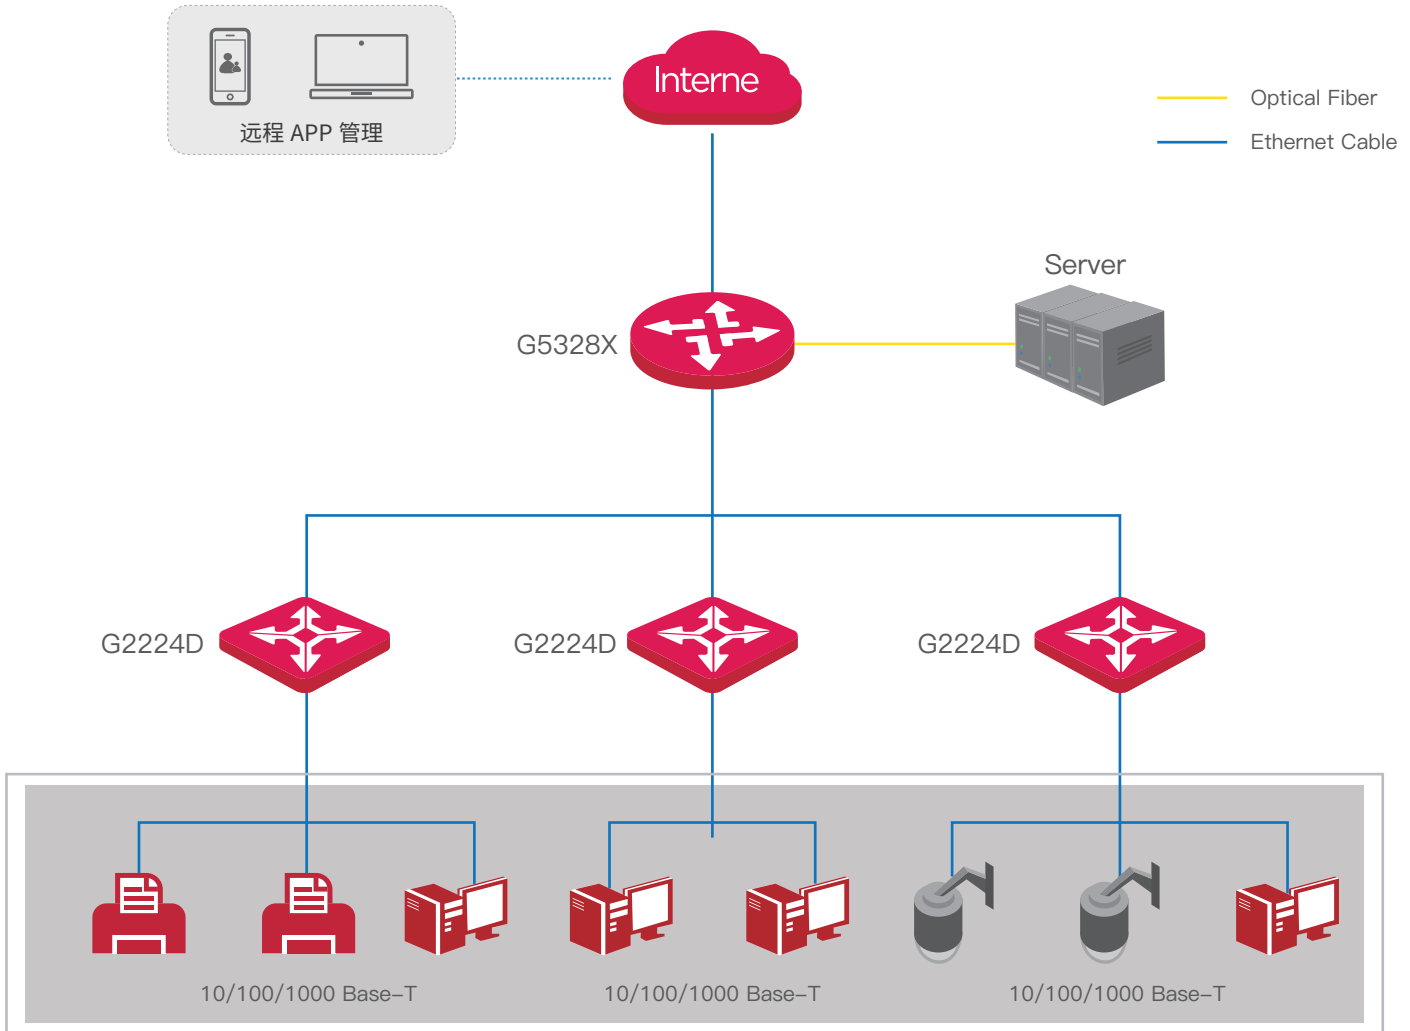 远程 APP 管理
Interne
Optical Fiber
Ethernet Cable
Server
G5328X
G2224D
G2224D
G2224D
10/100/1000 Base-T
10/100/1000 Base-T
10/100/1000 Base-T